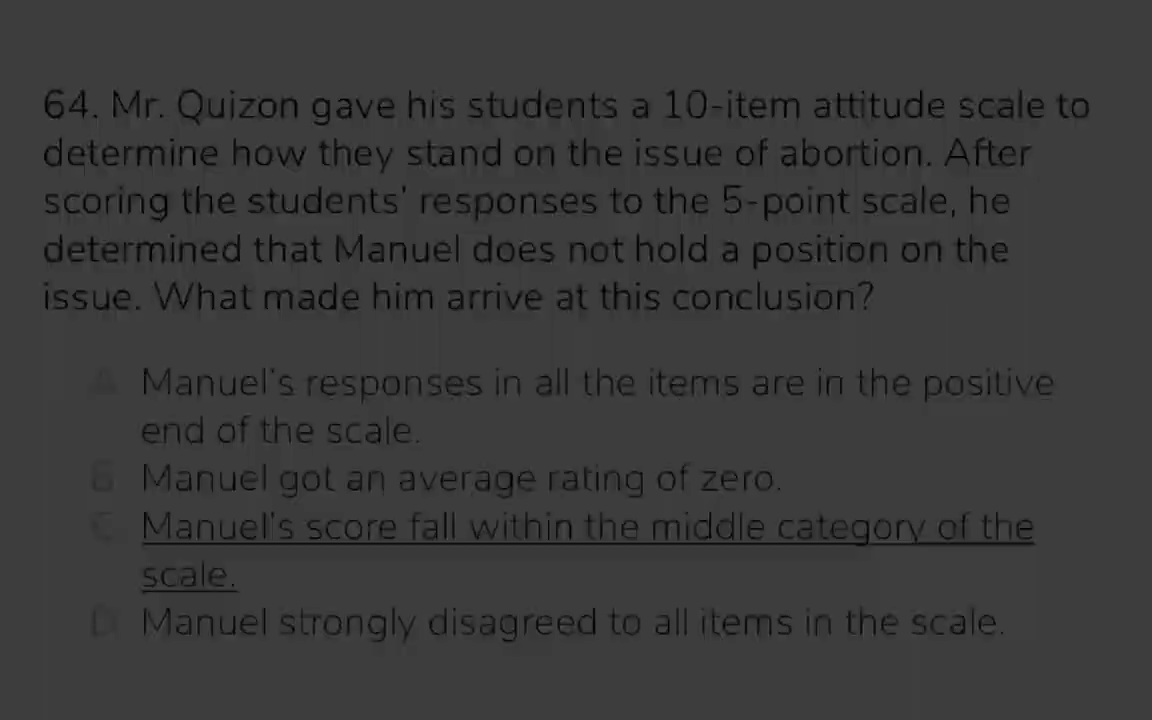 64. Mr. Quizon gave his students a 10-item attitude scale to
determine how they stand on the issue of abortion. After
scoring the students' responses to the 5-point scale, he
determined that Manuel does not hold a position on the
issue. What made him arrive at this conclusion?
A. Manuel's responses in all the items are in the positive
end of the scale.
B. Manuel got an average rating of zero.
C. Manuel's score fall within the middle category of the
scale.
D. Manuel strongly disagreed to all items in the scale.